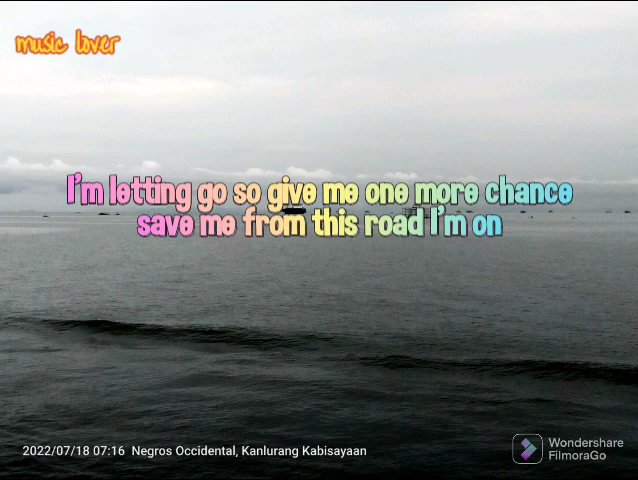 music lover
I'm letting go so give me one more chance
save me from this road I'm on
2022/07/18 07:16 Negros Occidental, Kanlurang Kabisayaan
Wondershare
FilmoraGo